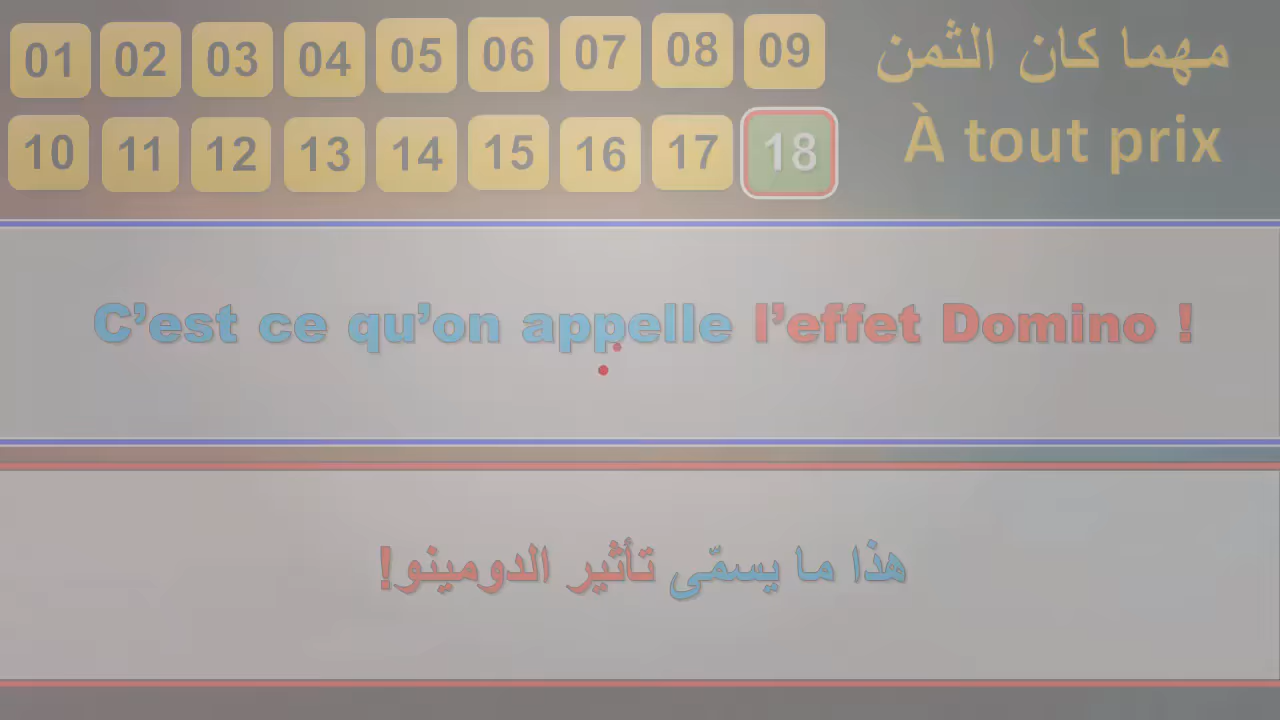 01 02 03 04 05 06 07 08 09
مهما كان الثمن
10 11 12 13 14 15 16 17 18
À tout prix
C’est ce qu’on appelle l’effet Domino !
هذا ما يسمّى تأثير الدومينو!